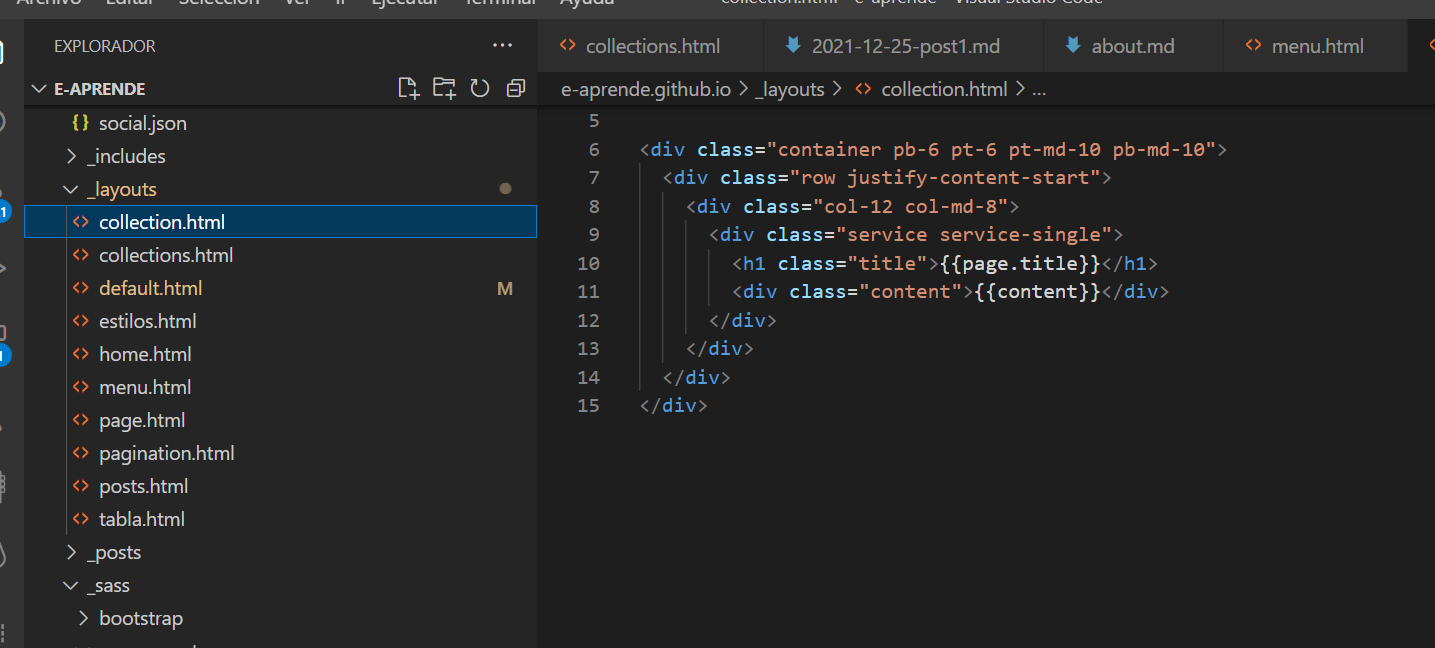 Archivo Editar Selección Ver Ir Ejecutar Terminal Ayuda collection.html - e-aprende - Visual Studio Code
EXPLORADOR ...
E-APRENDE
{} social.json
_includes
_layouts
collection.html
collections.html
default.html M
estilos.html
home.html
menu.html
page.html
pagination.html
posts.html
tabla.html
_posts
_sass
bootstrap
1
collections.html 2021-12-25-post1.md about.md menu.html
e-aprende.github.io > _layouts > collection.html > ...
5
6 <div class="container pb-6 pt-6 pt-md-10 pb-md-10">
7 <div class="row justify-content-start">
8 <div class="col-12 col-md-8">
9 <div class="service service-single">
10 <h1 class="title">{{page.title}}</h1>
11 <div class="content">{{content}}</div>
12 </div>
13 </div>
14 </div>
15 </div>